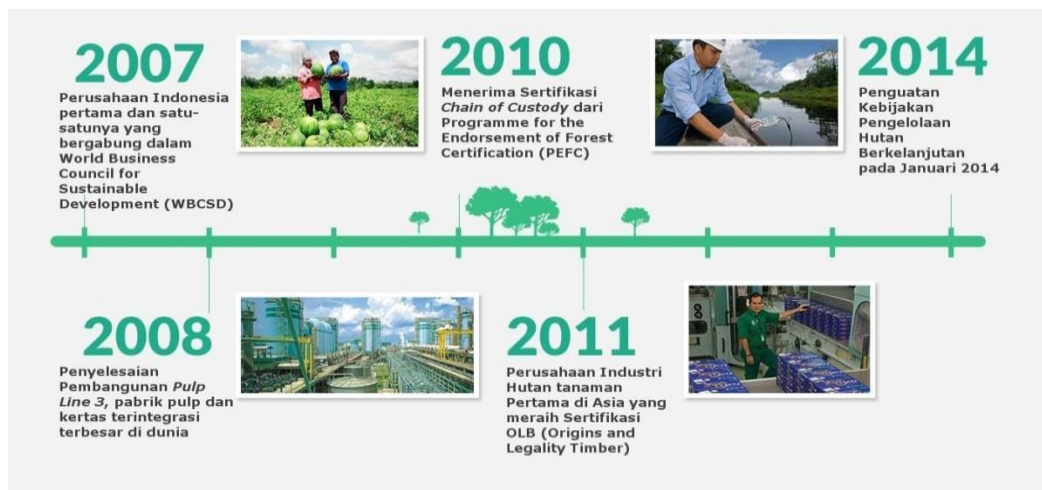 2007
Perusahaan Indonesia
pertama dan satu-
satunya yang
bergabung dalam
World Business
Council for
Sustainable
Development (WBCSD)
2010
Menerima Sertifikasi
Chain of Custody dari
Programme for the
Endorsement of Forest
Certification (PEFC)
2014
Penguatan
Kebijakan
Pengelolaan
Hutan
Berkelanjutan
pada Januari 2014
2008
Penyelesaian
Pembangunan Pulp
Line 3, pabrik pulp dan
kertas terintegrasi
terbesar di dunia
2011
Perusahaan Industri
Hutan tanaman
Pertama di Asia yang
meraih Sertifikasi
OLB (Origins and
Legality Timber)